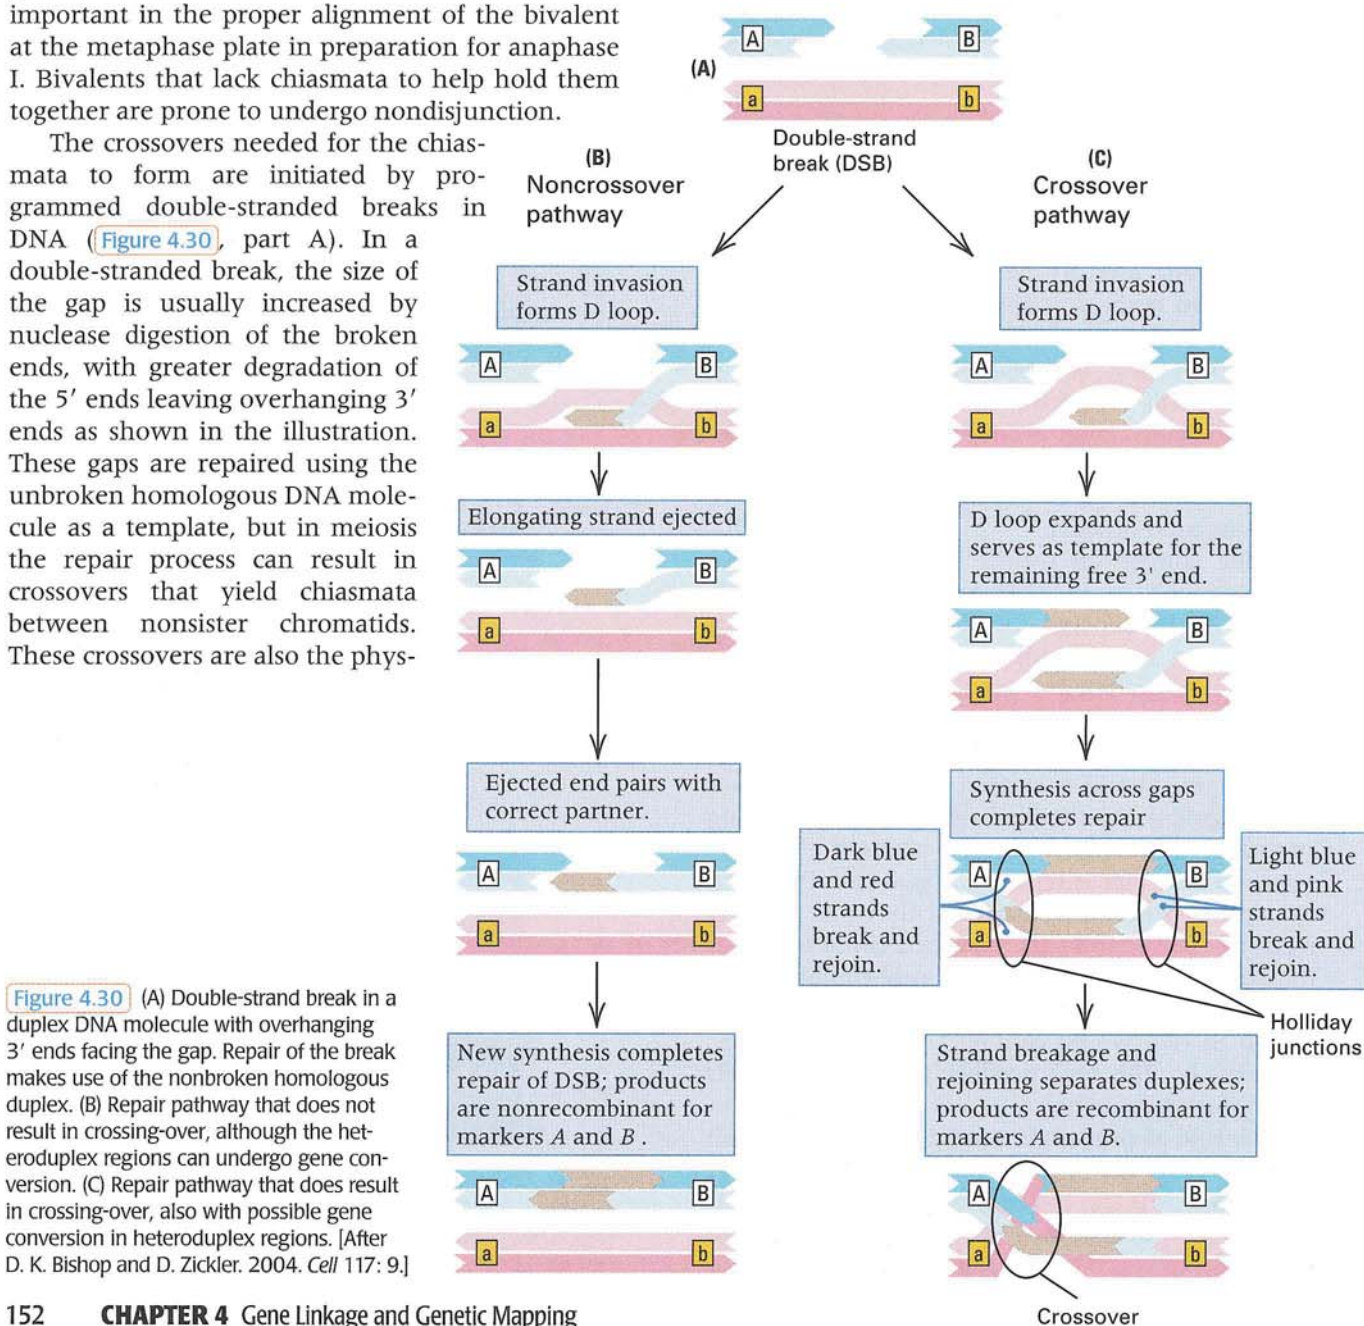 important in the proper alignment of the bivalent
at the metaphase plate in preparation for anaphase
I. Bivalents that lack chiasmata to help hold them
together are prone to undergo nondisjunction.
The crossovers needed for the chias-
mata to form are initiated by pro-
grammed double-stranded breaks in
DNA (Figure 4.30, part A). In a
double-stranded break, the size of
the gap is usually increased by
nuclease digestion of the broken
ends, with greater degradation of
the 5′ ends leaving overhanging 3′
ends as shown in the illustration.
These gaps are repaired using the
unbroken homologous DNA mole-
cule as a template, but in meiosis
the repair process can result in
crossovers that yield chiasmata
between nonsister chromatids.
These crossovers are also the phys-
(A)
A B
a b
Double-strand
break (DSB)
(B)
Noncrossover
pathway
Strand invasion
forms D loop.
A B
a b
Elongating strand ejected
A B
a b
Ejected end pairs with
correct partner.
A B
a b
New synthesis completes
repair of DSB; products
are nonrecombinant for
markers A and B .
A B
a b
(C)
Crossover
pathway
Strand invasion
forms D loop.
A B
a b
D loop expands and
serves as template for the
remaining free 3' end.
A B
a b
Synthesis across gaps
completes repair
Dark blue
and red
strands
break and
rejoin.
A B
a b
Light blue
and pink
strands
break and
rejoin.
Holliday
junctions
Strand breakage and
rejoining separates duplexes;
products are recombinant for
markers A and B.
A B
a b
Crossover
Figure 4.30 (A) Double-strand break in a
duplex DNA molecule with overhanging
3′ ends facing the gap. Repair of the break
makes use of the nonbroken homologous
duplex. (B) Repair pathway that does not
result in crossing-over, although the het-
eroduplex regions can undergo gene con-
version. (C) Repair pathway that does result
in crossing-over, also with possible gene
conversion in heteroduplex regions. [After
D. K. Bishop and D. Zickler. 2004. Cell 117: 9.]
152 CHAPTER 4 Gene Linkage and Genetic Mapping